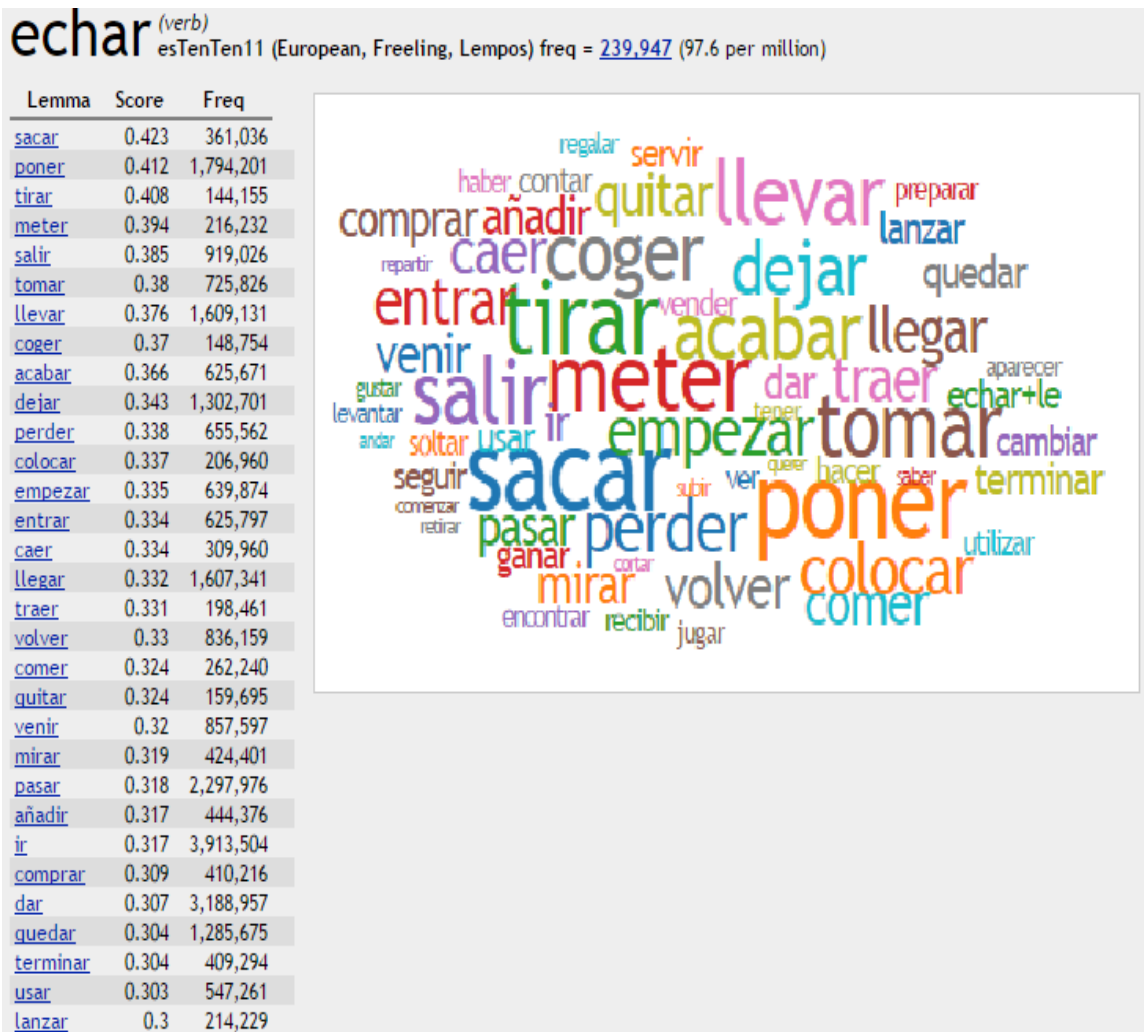 echar (verb)
esTenTen11 (European, Freeling, Lempos) freq = 239,947 (97.6 per million)
Lemma Score Freq
sacar 0.423 361,036
poner 0.412 1,794,201
tirar 0.408 144,155
meter 0.394 216,232
salir 0.385 919,026
tomar 0.38 725,826
llevar 0.376 1,609,131
coger 0.37 148,754
acabar 0.366 625,671
dejar 0.343 1,302,701
perder 0.338 655,562
colocar 0.337 206,960
empezar 0.335 639,874
entrar 0.334 625,797
caer 0.334 309,960
llegar 0.332 1,607,341
traer 0.331 198,461
volver 0.33 836,159
comer 0.324 262,240
quitar 0.324 159,695
venir 0.32 857,597
mirar 0.319 424,401
pasar 0.318 2,297,976
añadir 0.317 444,376
ir 0.317 3,913,504
comprar 0.309 410,216
dar 0.307 3,188,957
quedar 0.304 1,285,675
terminar 0.304 409,294
usar 0.303 547,261
lanzar 0.3 214,229
regalar servir
haber contar quitar llevar preparar
comprar añadir lanzar
repartir caer coger dejar quedar
entrar tirar vender acabar llegar
venir meter dar traer aparecer
gustar salir echar+le
levantar ir empezar tener tomar
andar soltar usar cambiar
seguir sacar subir ver querer hacer saber terminar
comenzar poner
retirar pasar perder utilizar
ganar cortar colocar
mirar volver comer
encontrar recibir jugar